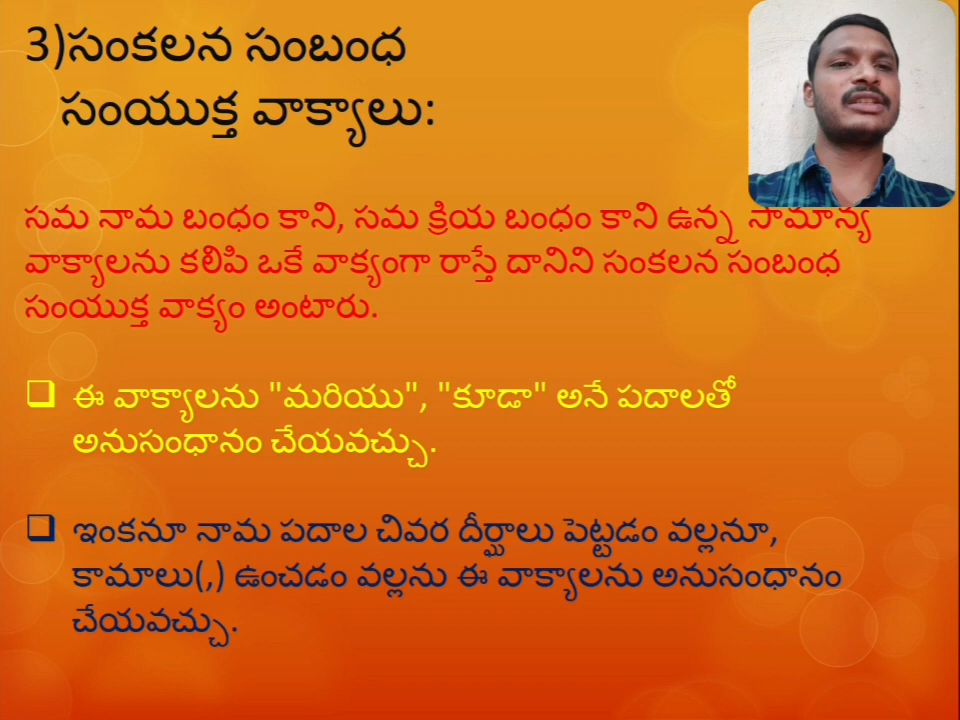 3)సంకలన సంబంధ
సంయుక్త వాక్యాలు:
సమ నామ బంధం కాని, సమ క్రియ బంధం కాని ఉన్న సామాన్య
వాక్యాలను కలిపి ఒకే వాక్యంగా రాస్తే దానిని సంకలన సంబంధ
సంయుక్త వాక్యం అంటారు.
❑ ఈ వాక్యాలను "మరియు", "కూడా" అనే పదాలతో
అనుసంధానం చేయవచ్చు.
❑ ఇంకనూ నామ పదాల చివర దీర్ఘాలు పెట్టడం వల్లనూ,
కామాలు(,) ఉంచడం వల్లను ఈ వాక్యాలను అనుసంధానం
చేయవచ్చు.